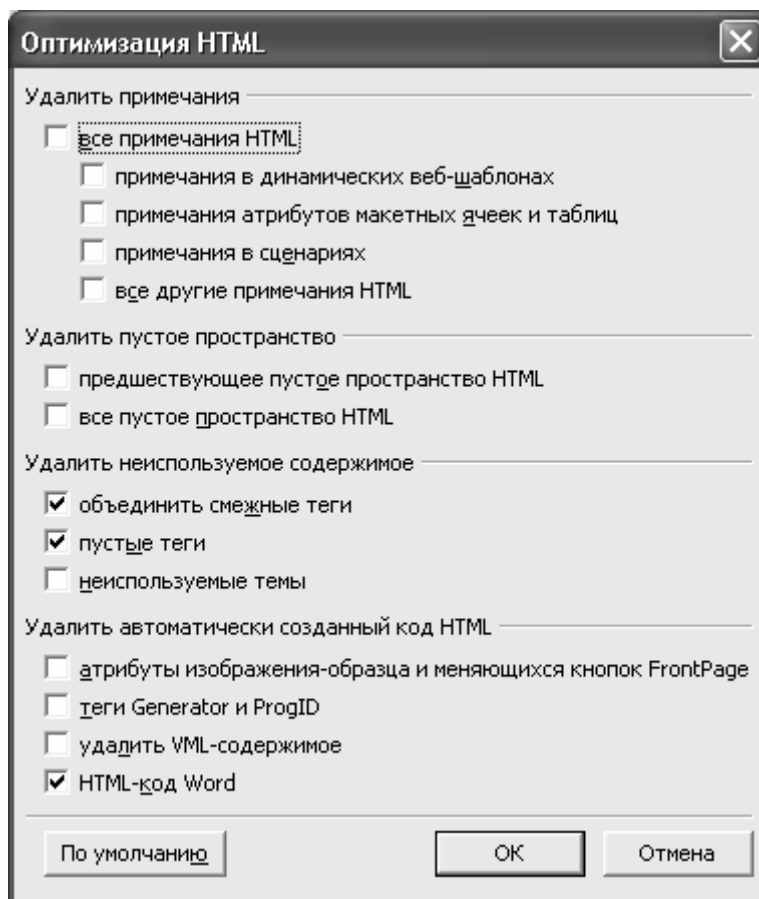 Оптимизация HTML
Удалить примечания
все примечания HTML
примечания в динамических веб-шаблонах
примечания атрибутов макетных ячеек и таблиц
примечания в сценариях
все другие примечания HTML
Удалить пустое пространство
предшествующее пустое пространство HTML
все пустое пространство HTML
Удалить неиспользуемое содержимое
объединить смежные теги
пустые теги
неиспользуемые темы
Удалить автоматически созданный код HTML
атрибуты изображения-образца и меняющихся кнопок FrontPage
теги Generator и ProgID
удалить VML-содержимое
HTML-код Word
По умолчанию ОК Отмена